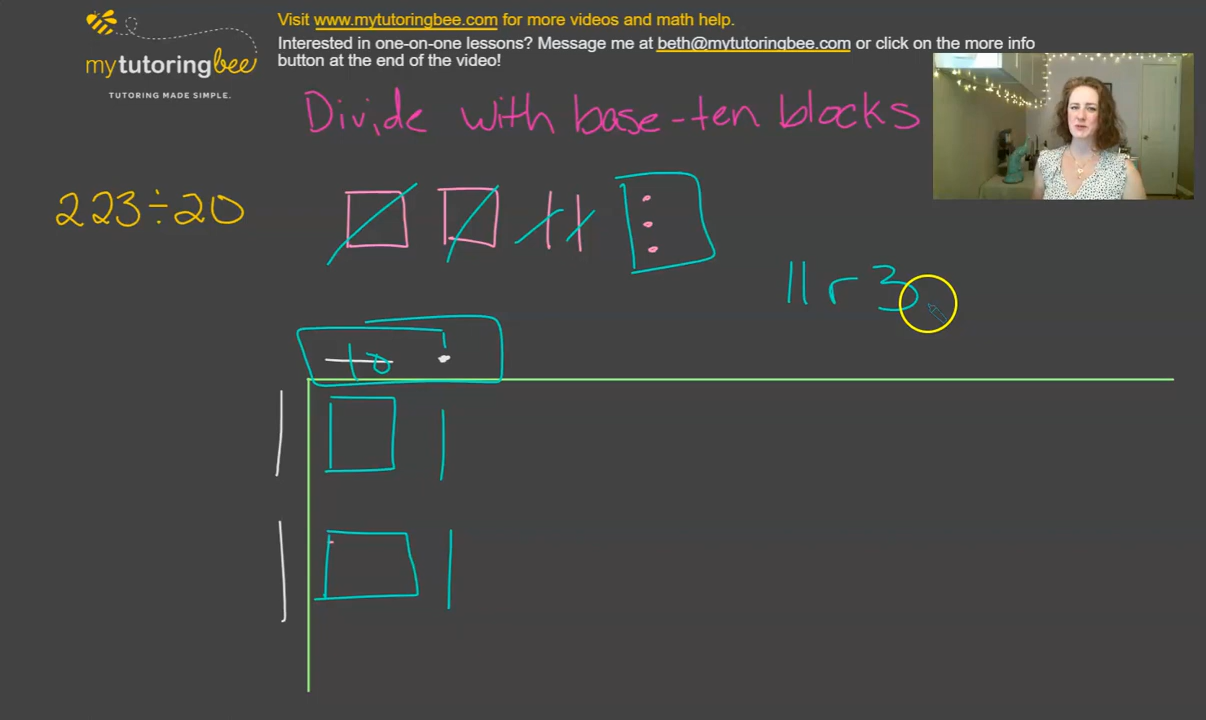 Visit www.mytutoringbee.com for more videos and math help.
Interested in one-on-one lessons? Message me at beth@mytutoringbee.com or click on the more info
button at the end of the video!
mytutoringbee
TUTORING MADE SIMPLE.
Divide with base-ten blocks
223÷20
11 r 3
10